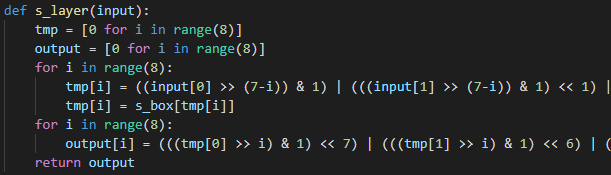 def s_layer(input):
    tmp = [0 for i in range(8)]
    output = [0 for i in range(8)]
    for i in range(8):
        tmp[i] = ((input[0] >> (7-i)) & 1) | (((input[1] >> (7-i)) & 1) << 1) |
        tmp[i] = s_box[tmp[i]]
    for i in range(8):
        output[i] = (((tmp[0] >> i) & 1) << 7) | (((tmp[1] >> i) & 1) << 6) | (
    return output